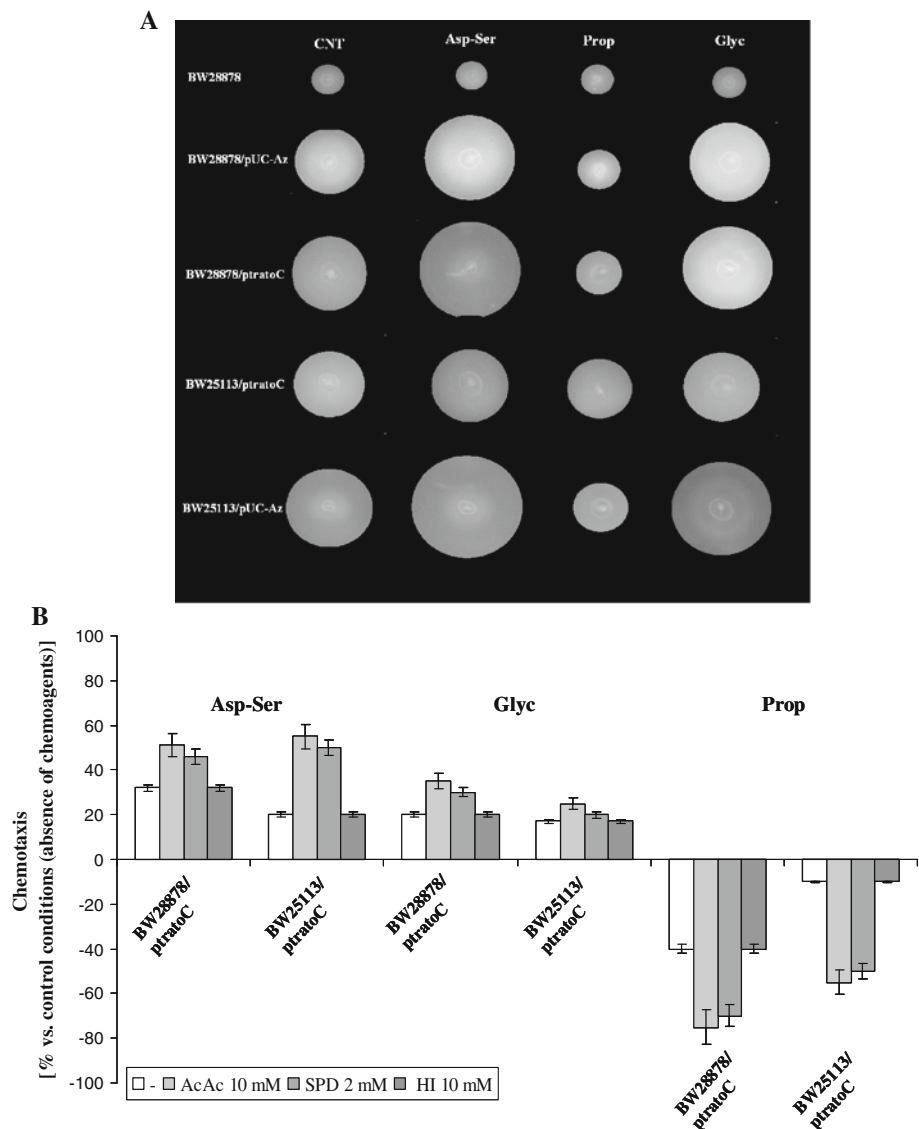 A
CNT Asp-Ser Prop Glyc
BW28878
BW28878/pUC-Az
BW28878/ptratoC
BW25113/ptratoC
BW25113/pUC-Az
B
Chemotaxis
[% vs. control conditions (absence of chemoagents)]
100
80
60
40
20
0
-20
-40
-60
-80
-100
Asp-Ser Glyc Prop
BW28878/
ptratoC
BW25113/
ptratoC
BW28878/
ptratoC
BW25113/
ptratoC
BW28878/
ptratoC
BW25113/
ptratoC
- AcAc 10 mM SPD 2 mM HI 10 mM